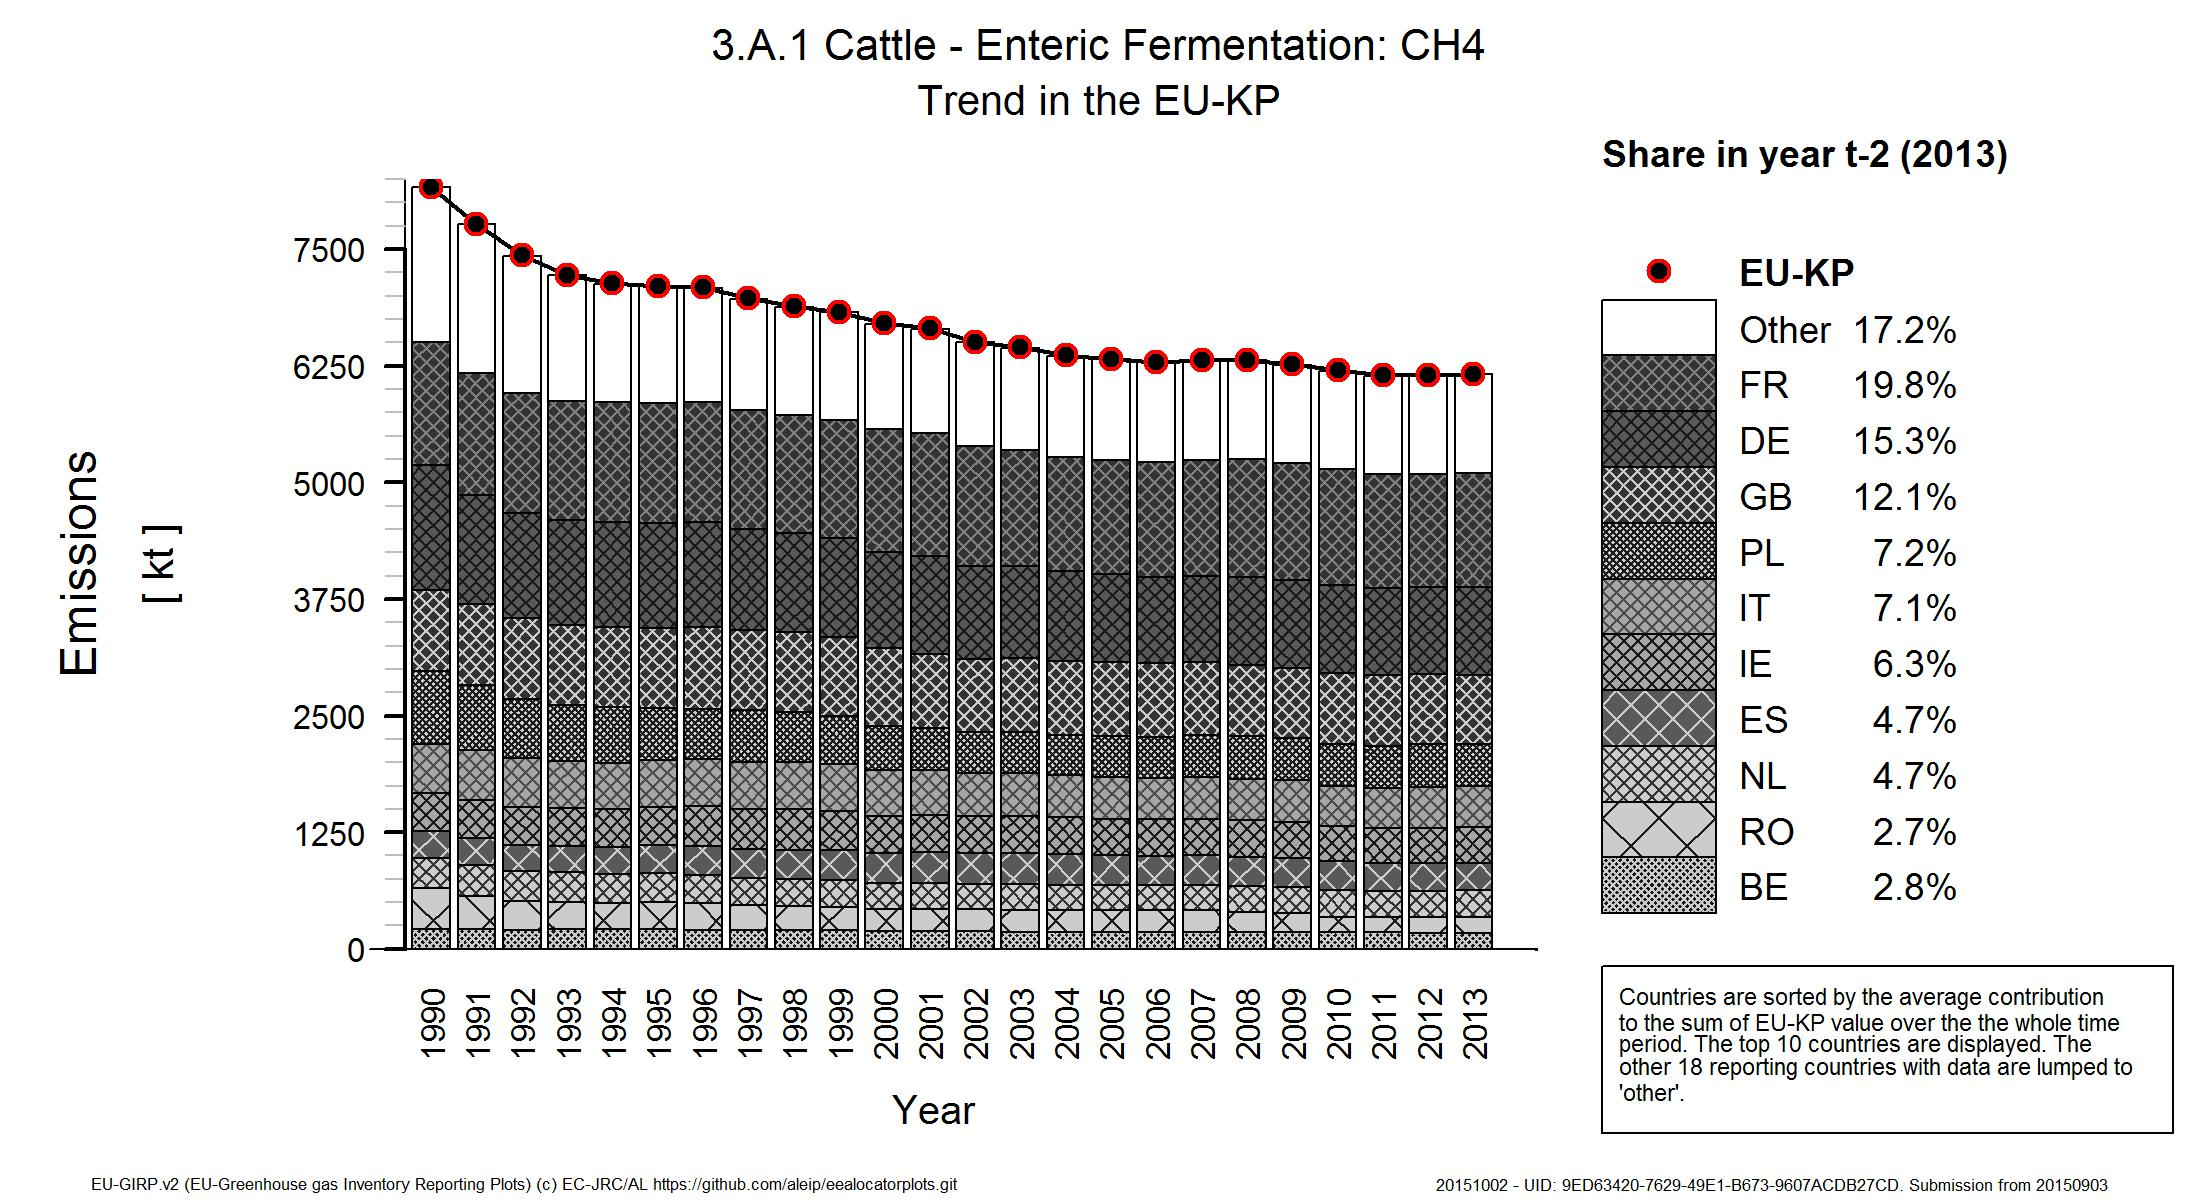 3.A.1 Cattle - Enteric Fermentation: CH4
Trend in the EU-KP
Share in year t-2 (2013)
EU-KP
Other 17.2%
FR 19.8%
DE 15.3%
GB 12.1%
PL 7.2%
IT 7.1%
IE 6.3%
ES 4.7%
NL 4.7%
RO 2.7%
BE 2.8%
Emissions
[ kt ]
7500
6250
5000
3750
2500
1250
0
1990 1991 1992 1993 1994 1995 1996 1997 1998 1999 2000 2001 2002 2003 2004 2005 2006 2007 2008 2009 2010 2011 2012 2013
Year
Countries are sorted by the average contribution
to the sum of EU-KP value over the the whole time
period. The top 10 countries are displayed. The
other 18 reporting countries with data are lumped to
'other'.
EU-GIRP.v2 (EU-Greenhouse gas Inventory Reporting Plots) (c) EC-JRC/AL https://github.com/aleip/eealocatorplots.git
20151002 - UID: 9ED63420-7629-49E1-B673-9607ACDB27CD. Submission from 20150903